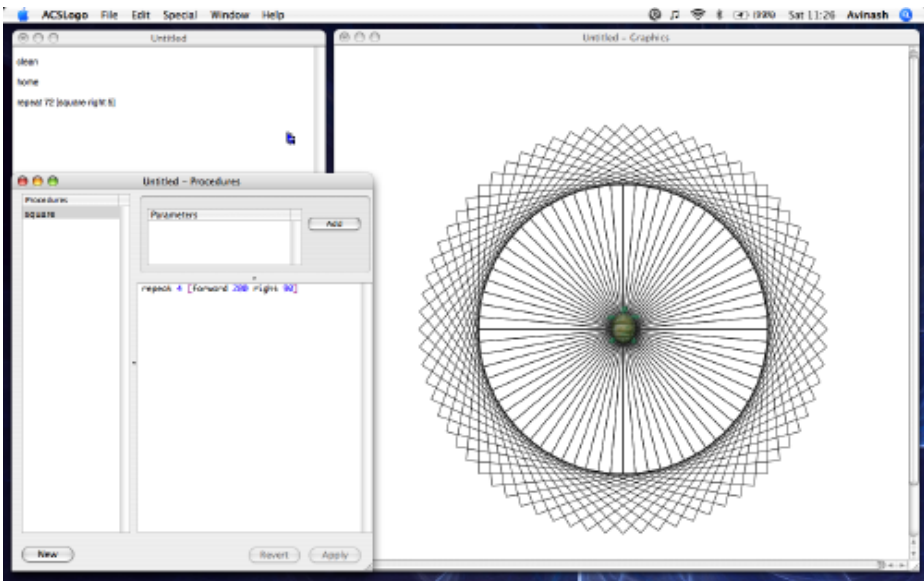 ACSLogo File Edit Special Window Help
Sat 11:26 Avinash
Untitled
clean
home
repeat 72 [square right 5]
Untitled - Graphics
Untitled - Procedures
Procedures
square
Parameters
Add
repeat 4 [forward 200 right 90]
New
Revert
Apply